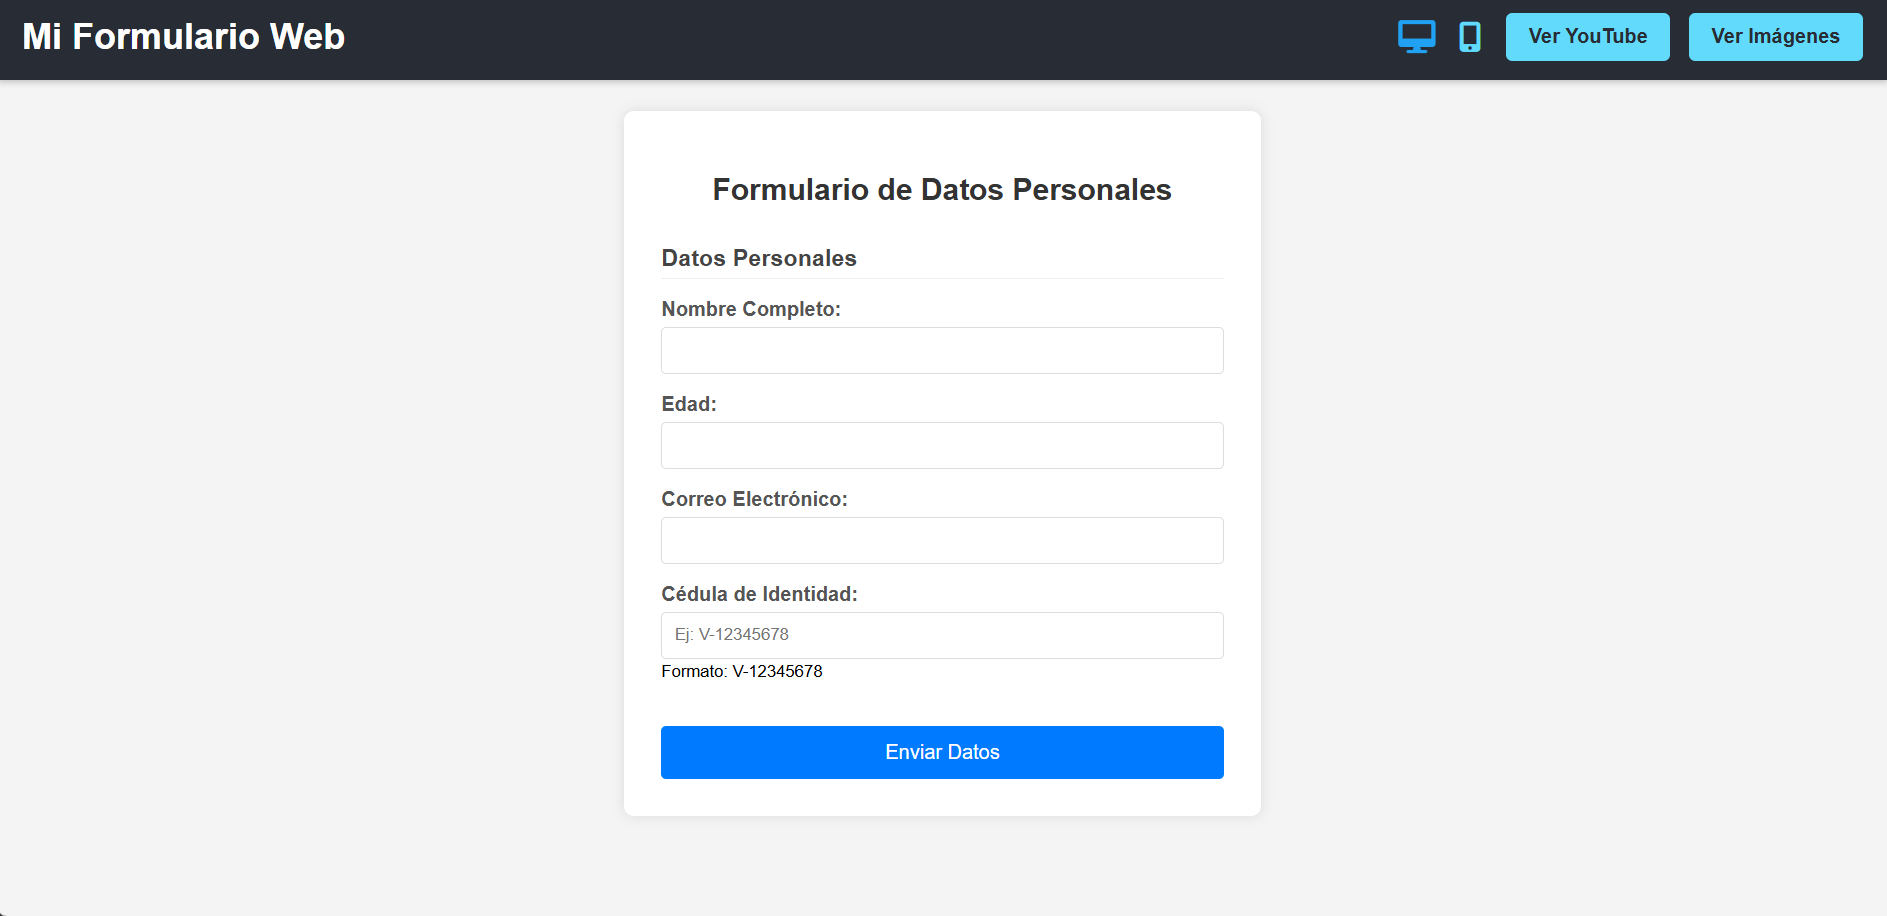 Mi Formulario Web
Ver YouTube
Ver Imágenes
Formulario de Datos Personales
Datos Personales
Nombre Completo:
Edad:
Correo Electrónico:
Cédula de Identidad:
Ej: V-12345678
Formato: V-12345678
Enviar Datos